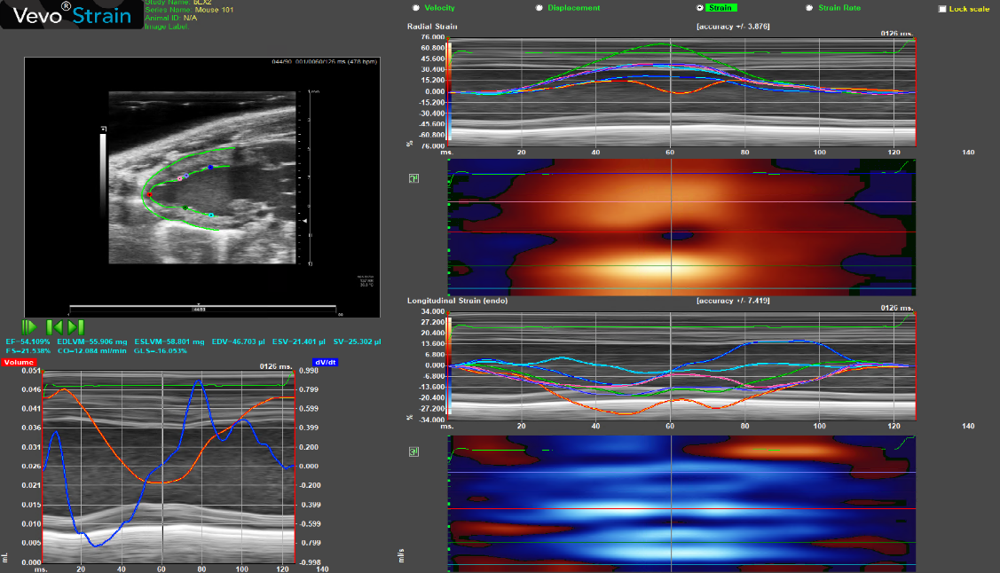 Vevo® Strain
Study Name: bEX2
Series Name: Mouse 101
Animal ID: N/A
Image Label:
Velocity
Displacement
Strain
Strain Rate
Lock scale
044/90 001/0060/126 ms (478 bpm)
44/90
EF=54.109% EDLVM=55.906 mg ESLVM=58.801 mg EDV=46.703 µl ESV=21.401 µl SV=25.302 µl
FS=21.538% CO=12.084 ml/min GLS=-16.053%
Volume
0126 ms.
dV/dt
0.051
0.046
0.041
0.036
0.031
0.026
0.021
0.015
0.010
0.005
0.000
mL
0.998
0.799
0.599
0.399
0.200
0.000
-0.200
0.399
-0.599
0.799
-0.998
ml/s
ms. 20 40 60 80 100 120 140
Radial Strain
[accuracy +/- 3.876]
0126 ms.
76.000
60.800
45.600
30.400
15.200
0.000
-15.200
-30.400
-45.600
-60.800
76.000
%
ms. 20 40 60 80 100 120 140
Longitudinal Strain (endo)
[accuracy +/- 7.419]
0126 ms.
34.000
27.200
20.400
13.600
6.800
0.000
-6.800
-13.600
-20.400
-27.200
-34.000
%
ms. 20 40 60 80 100 120 140